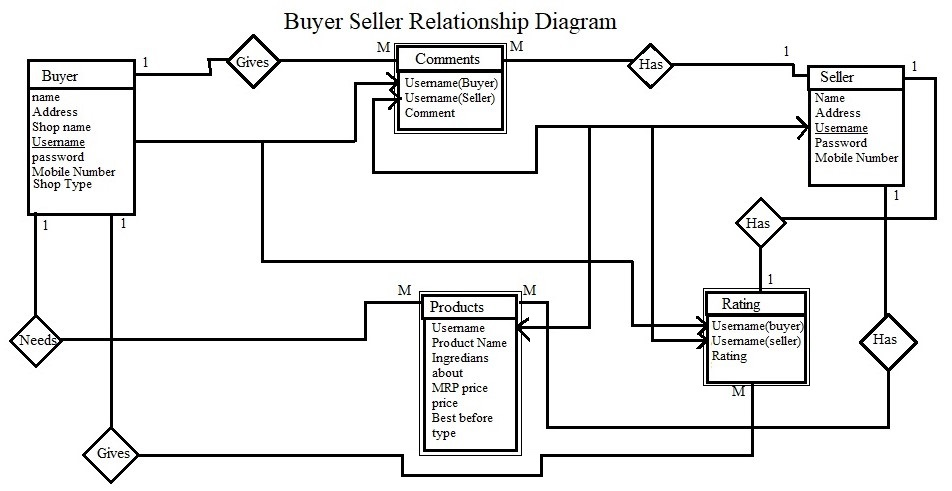 Buyer Seller Relationship Diagram
Buyer
name
Address
Shop name
Username
password
Mobile Number
Shop Type
1
Gives
M
Comments
Username(Buyer)
Username(Seller)
Comment
M
Has
1
Seller
Name
Address
Username
Password
Mobile Number
1
1
1
1
Has
1
Needs
M
Products
Username
Product Name
Ingredians
about
MRP price
price
Best before
type
M
Rating
Username(buyer)
Username(seller)
Rating
M
Has
Gives